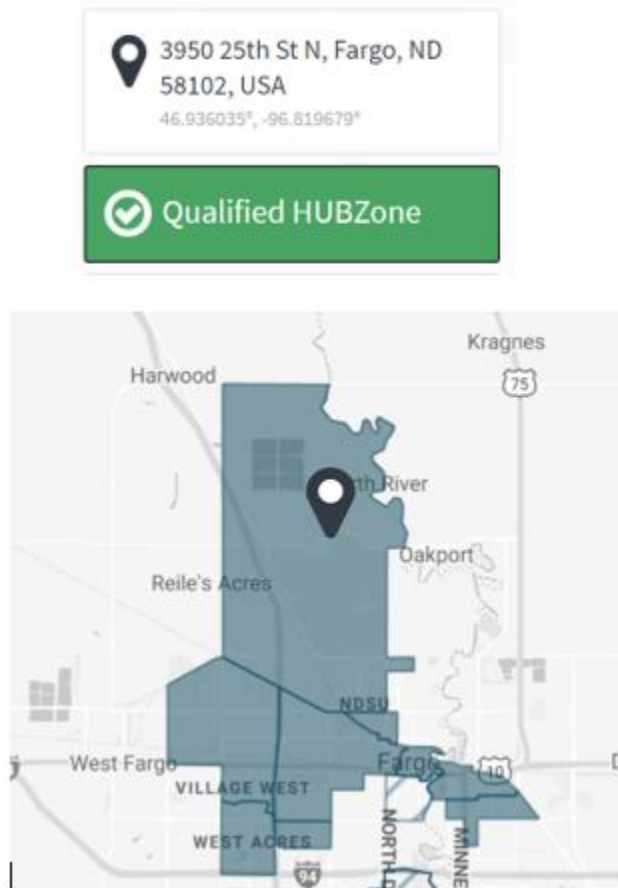 3950 25th St N, Fargo, ND
58102, USA
46.936035°, -96.819679°
Qualified HUBZone
Kragnes
Harwood
75
rth River
Oakport
Reile's Acres
NDSU
West Fargo
Fargo
10
D
VILLAGE WEST
WEST ACRES
NORTH D
MINNE
94